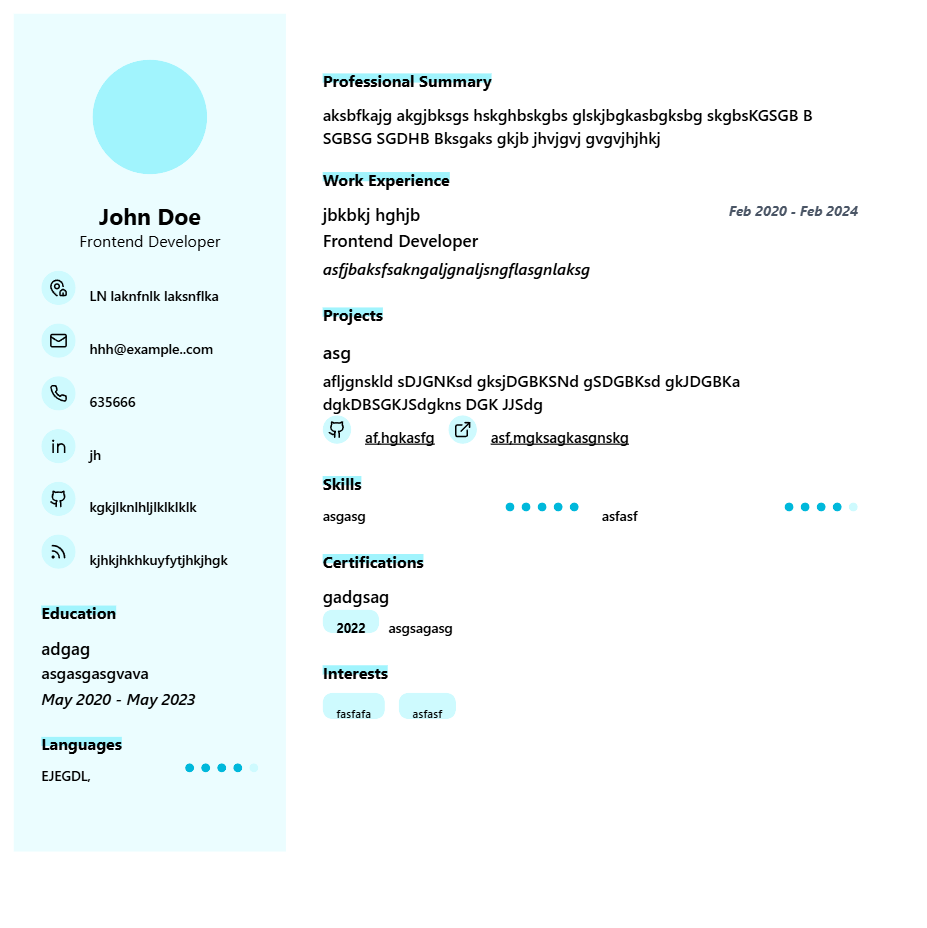 John Doe
Frontend Developer
LN laknfnlk laksnflka
hhh@example..com
635666
in
jh
kgkjlknlhljlklklklk
kjhkjhkhkuyfytjhkjhgk
Education
adgag
asgasgasgvava
May 2020 - May 2023
Languages
EJEGDL,
Professional Summary
aksbfkajg akgjbksgs hskghbskgbs glskjbgkasbgksbg skgbsKGSGB B
SGBSG SGDHB Bksgaks gkjb jhvjgvj gvgvjhjhkj
Work Experience
jbkbkj hghjb
Feb 2020 - Feb 2024
Frontend Developer
asfjbaksfsakngaljgnaljsngflasgnlaksg
Projects
asg
afljgnskld sDJGNKsd gksjDGBKSNd gSDGBKsd gkJDGBKa
dgkDBSGKJSdgkns DGK JJSdg
af,hgkasfg asf,mgksagkasgnskg
Skills
asgasg asfasf
Certifications
gadgsag
2022 asgsagasg
Interests
fasfafa asfasf